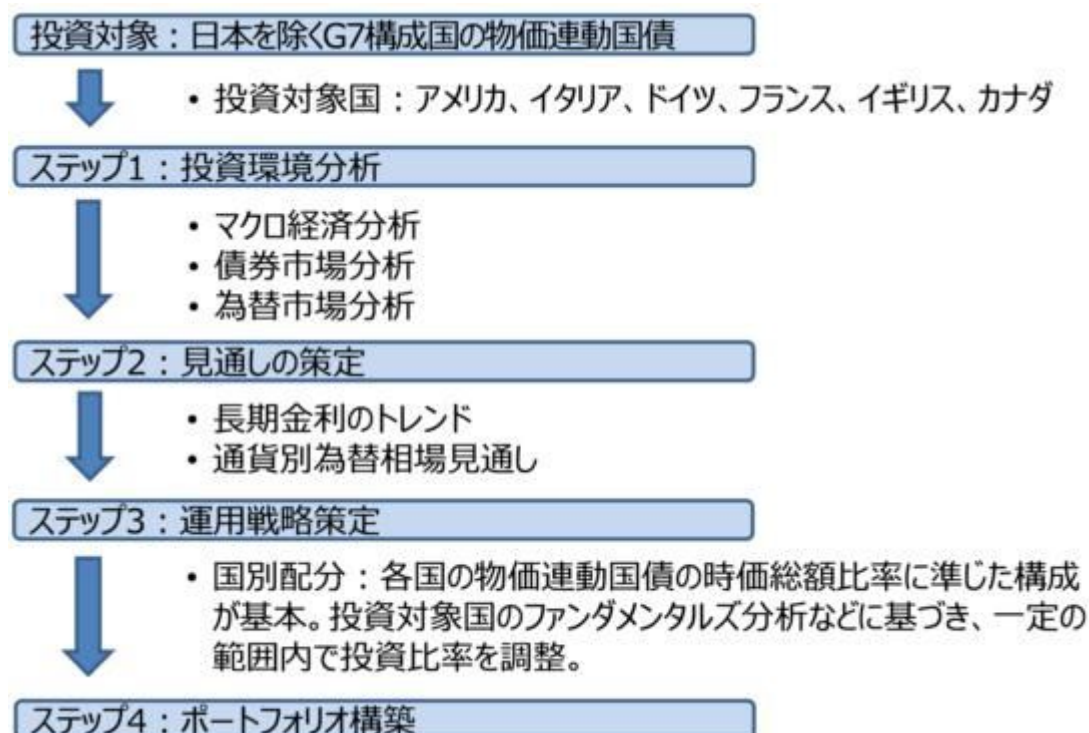 投資対象：日本を除くG7構成国の物価連動国債
• 投資対象国：アメリカ、イタリア、ドイツ、フランス、イギリス、カナダ
ステップ1：投資環境分析
• マクロ経済分析
• 債券市場分析
• 為替市場分析
ステップ2：見通しの策定
• 長期金利のトレンド
• 通貨別為替相場見通し
ステップ3：運用戦略策定
• 国別配分：各国の物価連動国債の時価総額比率に準じた構成
が基本。投資対象国のファンダメンタルズ分析などに基づき、一定の
範囲内で投資比率を調整。
ステップ4：ポートフォリオ構築